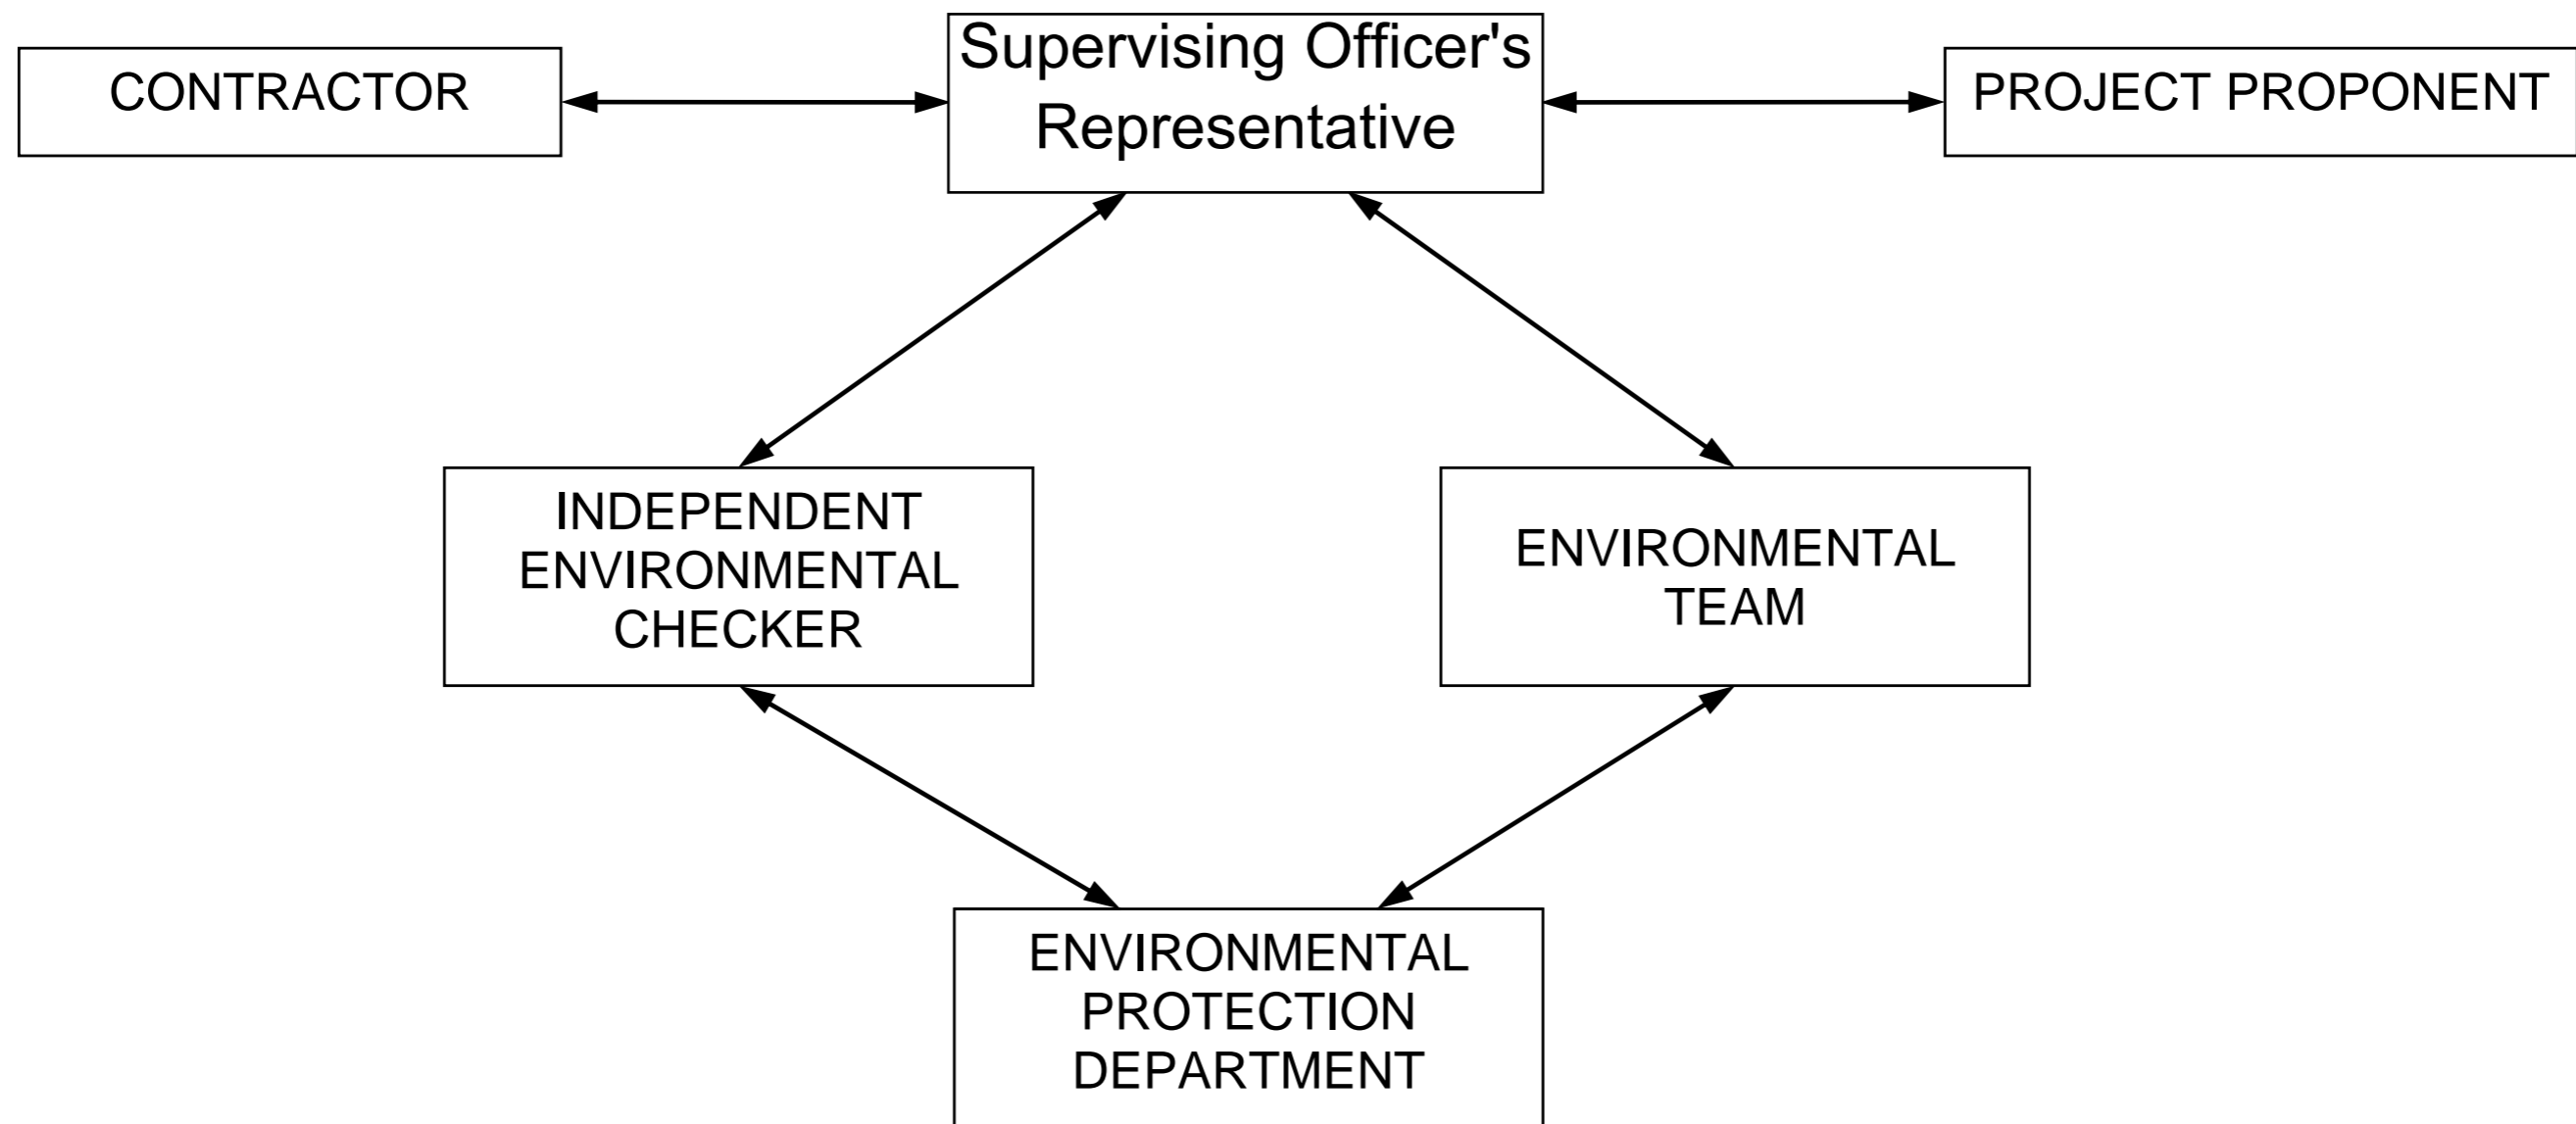 CONTRACTOR
Supervising Officer's
Representative
PROJECT PROPONENT
INDEPENDENT
ENVIRONMENTAL
CHECKER
ENVIRONMENTAL
TEAM
ENVIRONMENTAL
PROTECTION
DEPARTMENT